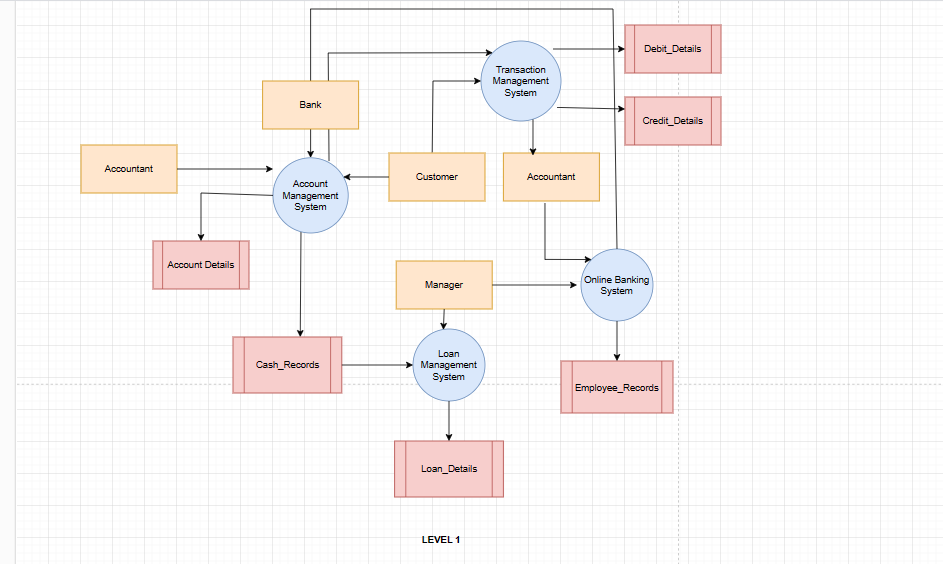 Debit_Details
Transaction
Management
System
Bank
Credit_Details
Accountant
Customer
Accountant
Account
Management
System
Account Details
Manager
Online Banking
System
Cash_Records
Loan
Management
System
Employee_Records
Loan_Details
LEVEL 1